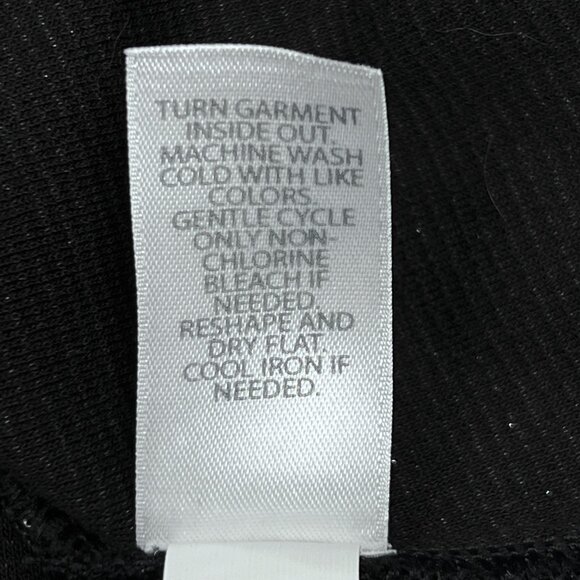 TURN GARMENT
INSIDE OUT.
MACHINE WASH
COLD WITH LIKE
COLORS.
GENTLE CYCLE
ONLY NON-
CHLORINE
BLEACH IF
NEEDED.
RESHAPE AND
DRY FLAT.
COOL IRON IF
NEEDED.